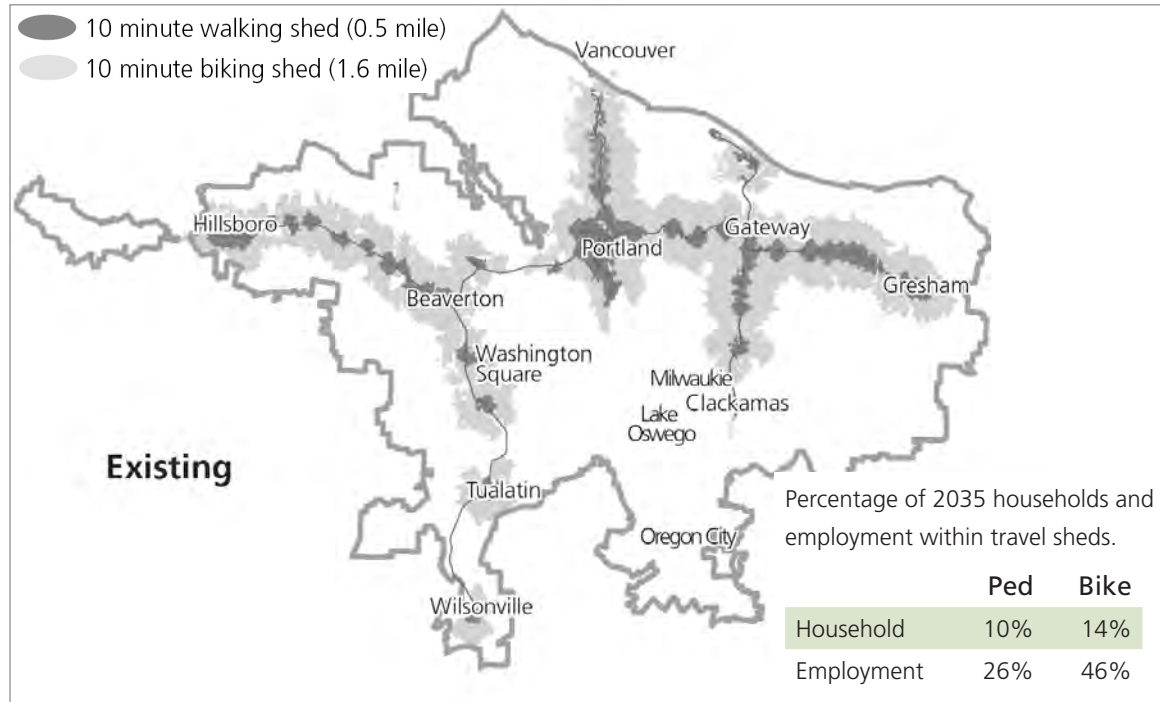 10 minute walking shed (0.5 mile)
10 minute biking shed (1.6 mile)
Vancouver
Hillsboro
Portland
Gateway
Gresham
Beaverton
Washington
Square
Milwaukie
Clackamas
Lake
Oswego
Existing
Tualatin
Oregon City
Wilsonville
Percentage of 2035 households and
employment within travel sheds.
Ped Bike
Household 10% 14%
Employment 26% 46%